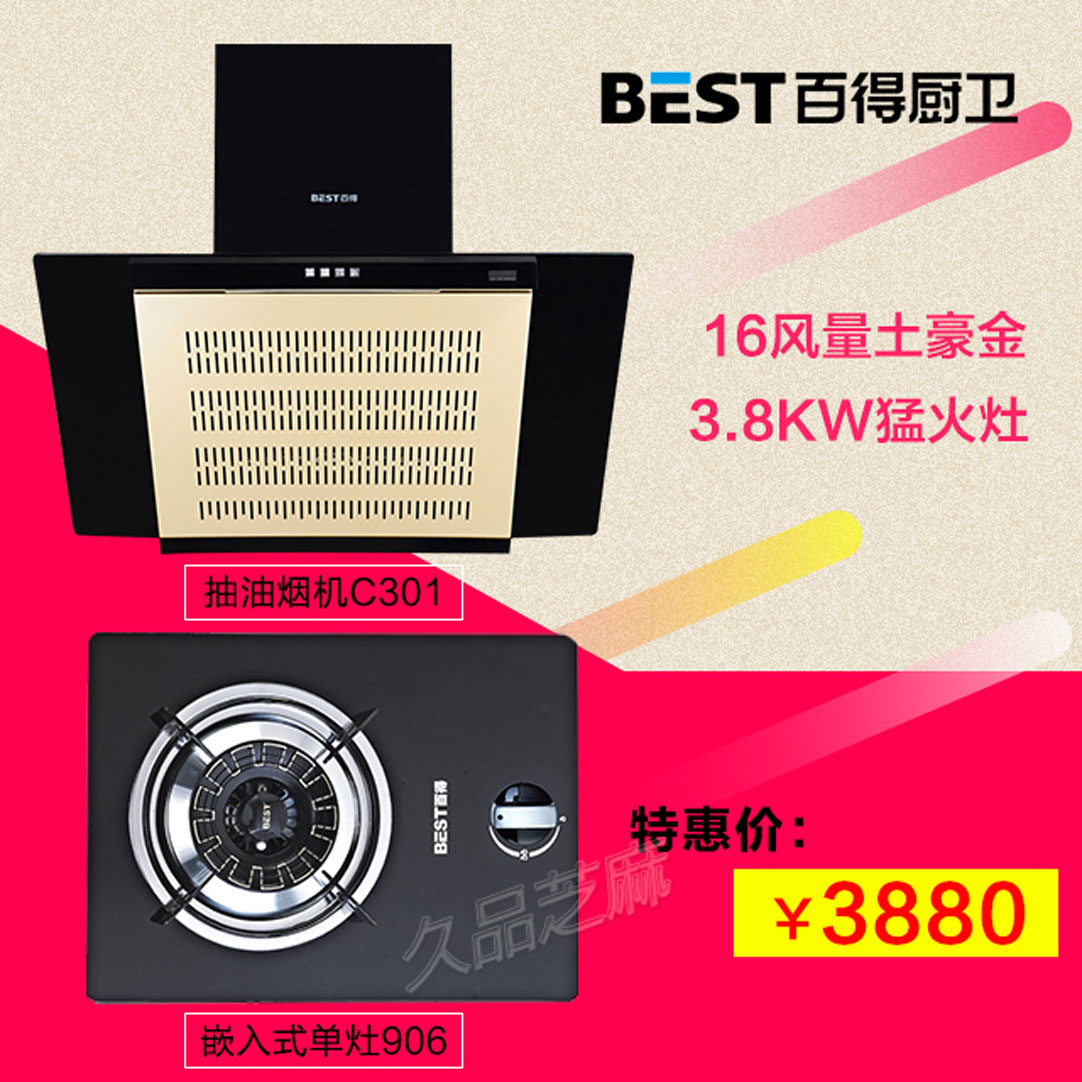 BEST百得厨卫
BEST百得
16风量土豪金
3.8KW猛火灶
抽油烟机C301
BEST
BEST百得
特惠价：
¥3880
久品芝麻
嵌入式单灶906